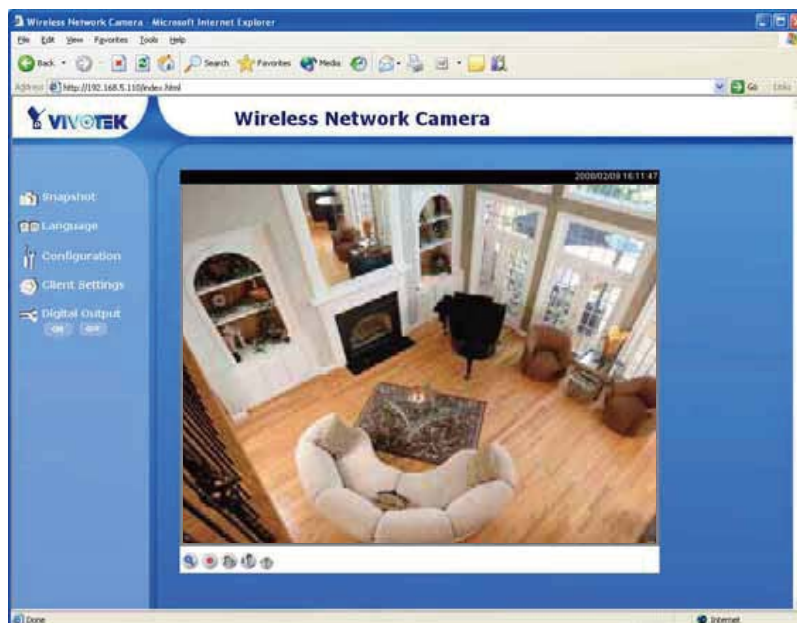 Wireless Network Camera - Microsoft Internet Explorer
File Edit View Favorites Tools Help
Back Search Favorites Media
Address http://192.168.5.110/index.html Go Links
VIVOTEK
Wireless Network Camera
2008/02/09 16:11:47
Snapshot
Language
Configuration
Client Settings
Digital Output
ON OFF
Done Internet